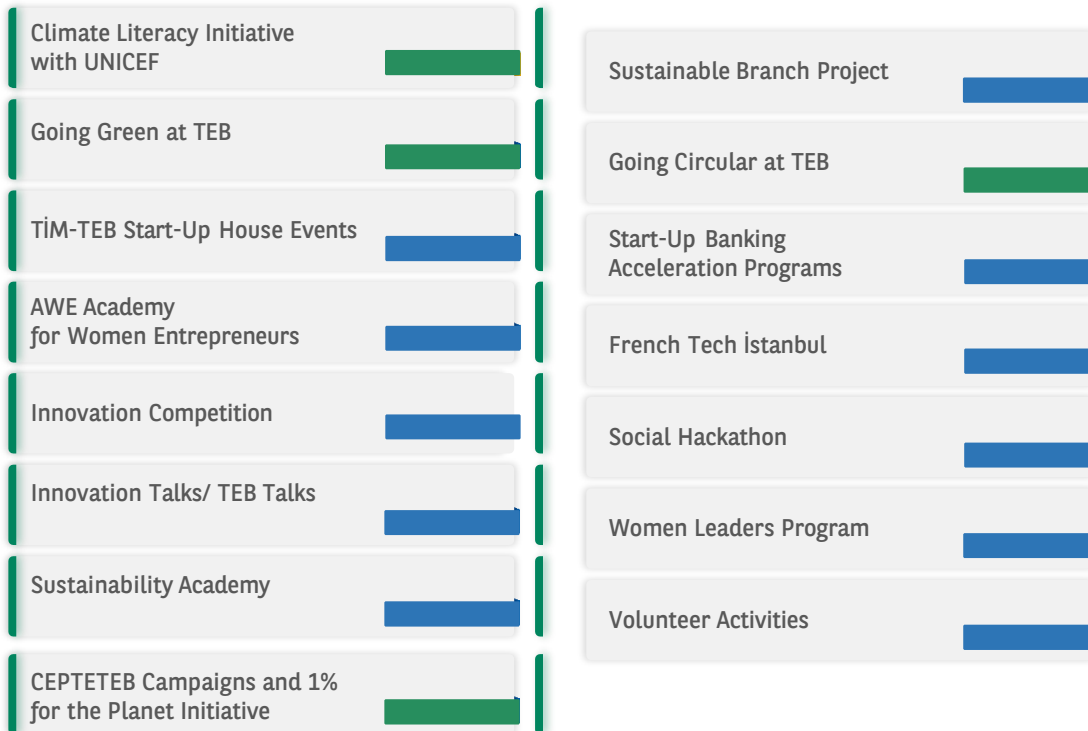 Climate Literacy Initiative
with UNICEF
Going Green at TEB
TİM-TEB Start-Up House Events
AWE Academy
for Women Entrepreneurs
Innovation Competition
Innovation Talks/ TEB Talks
Sustainability Academy
CEPTETEB Campaigns and 1%
for the Planet Initiative
Sustainable Branch Project
Going Circular at TEB
Start-Up Banking
Acceleration Programs
French Tech İstanbul
Social Hackathon
Women Leaders Program
Volunteer Activities